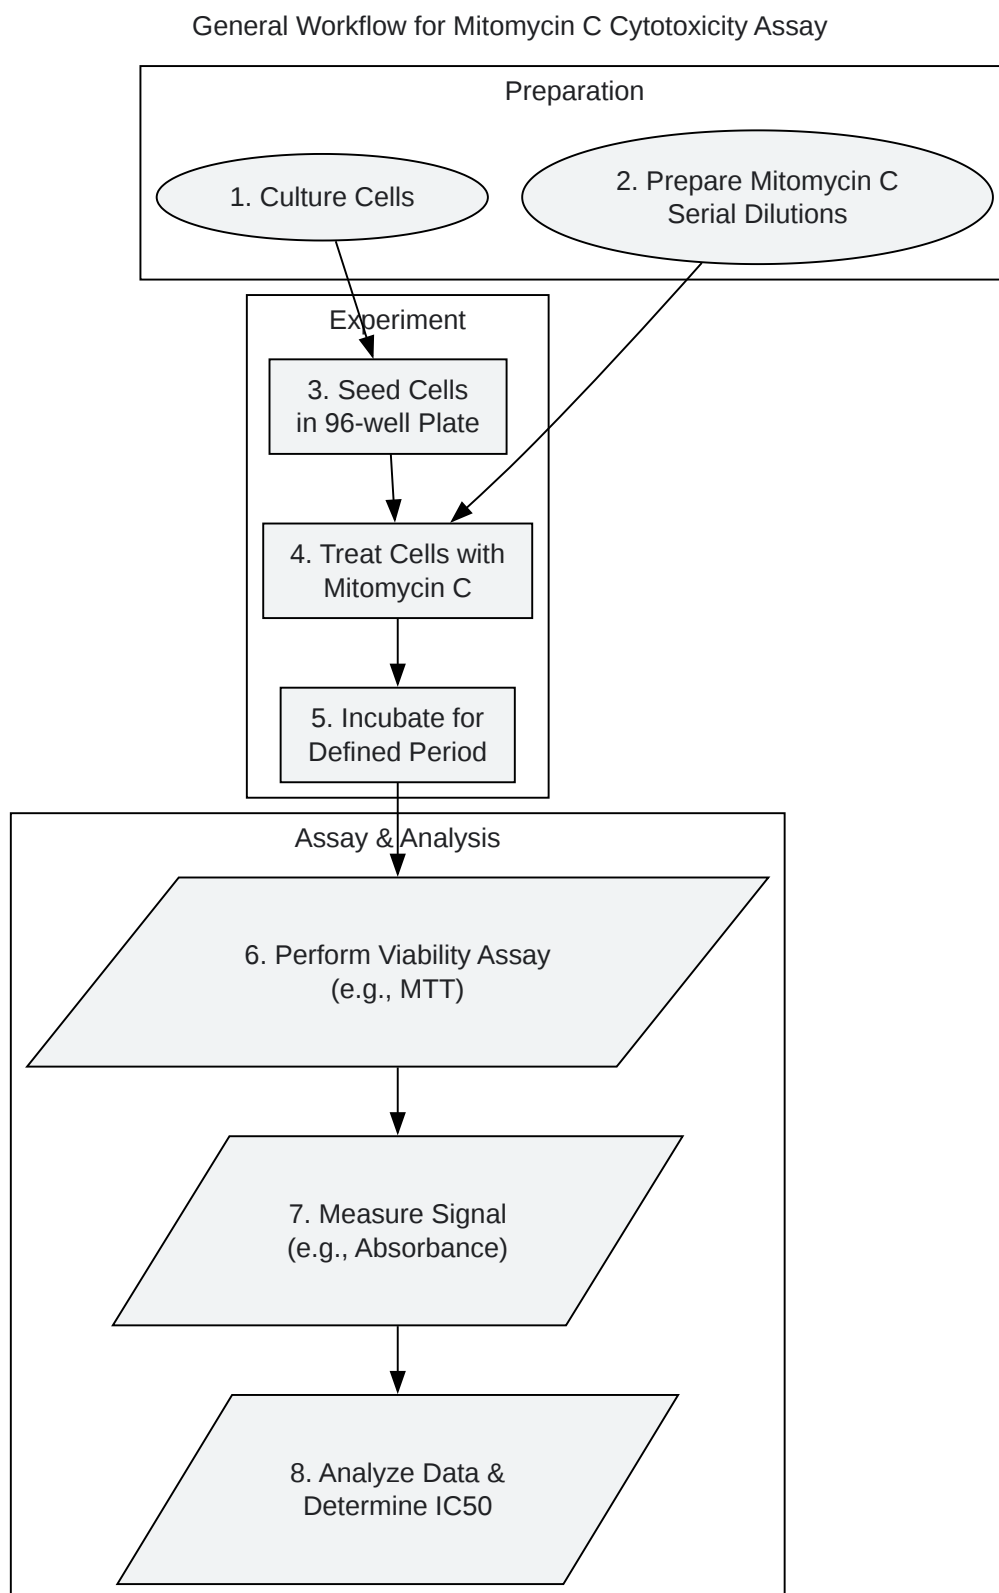 General Workflow for Mitomycin C Cytotoxicity Assay
Preparation
1. Culture Cells
2. Prepare Mitomycin C
Serial Dilutions
Experiment
3. Seed Cells
in 96-well Plate
4. Treat Cells with
Mitomycin C
5. Incubate for
Defined Period
Assay & Analysis
6. Perform Viability Assay
(e.g., MTT)
7. Measure Signal
(e.g., Absorbance)
8. Analyze Data &
Determine IC50